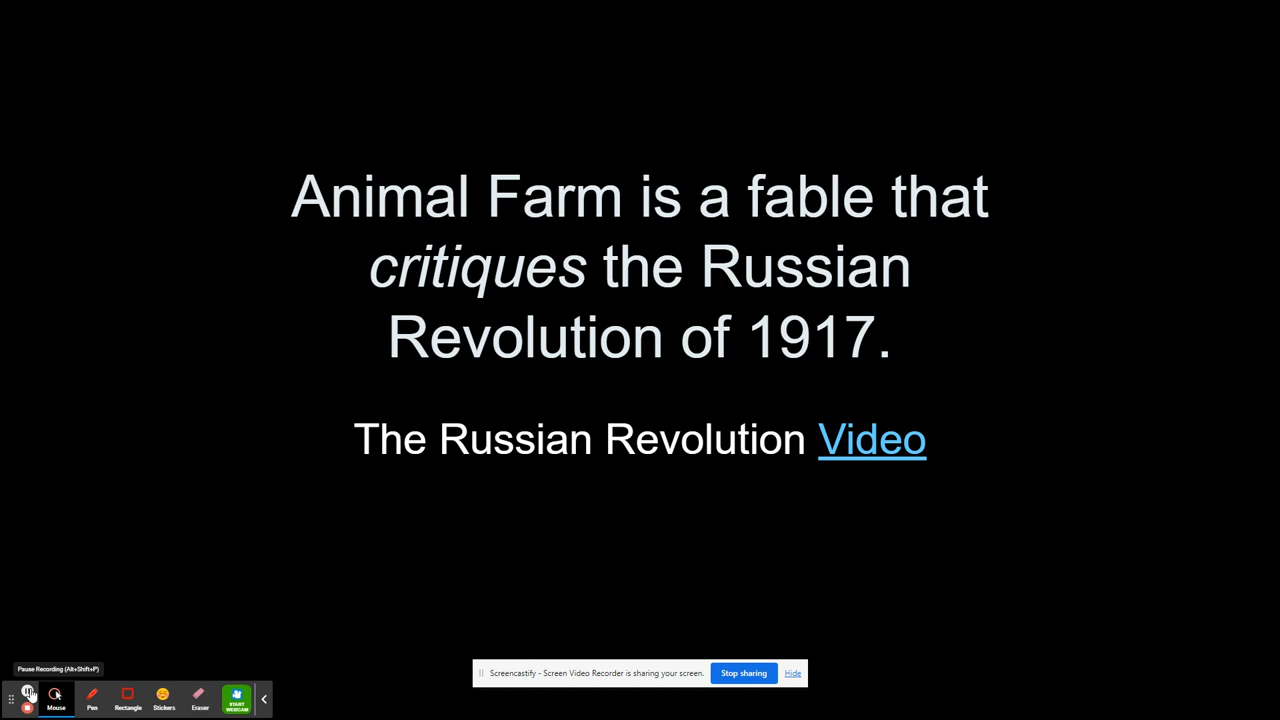 Animal Farm is a fable that
critiques the Russian
Revolution of 1917.
The Russian Revolution Video
Pause Recording (Alt+Shift+P)
Screencastify - Screen Video Recorder is sharing your screen. Stop sharing Hide
Mouse Pen Rectangle Stickers Eraser START WEBCAM